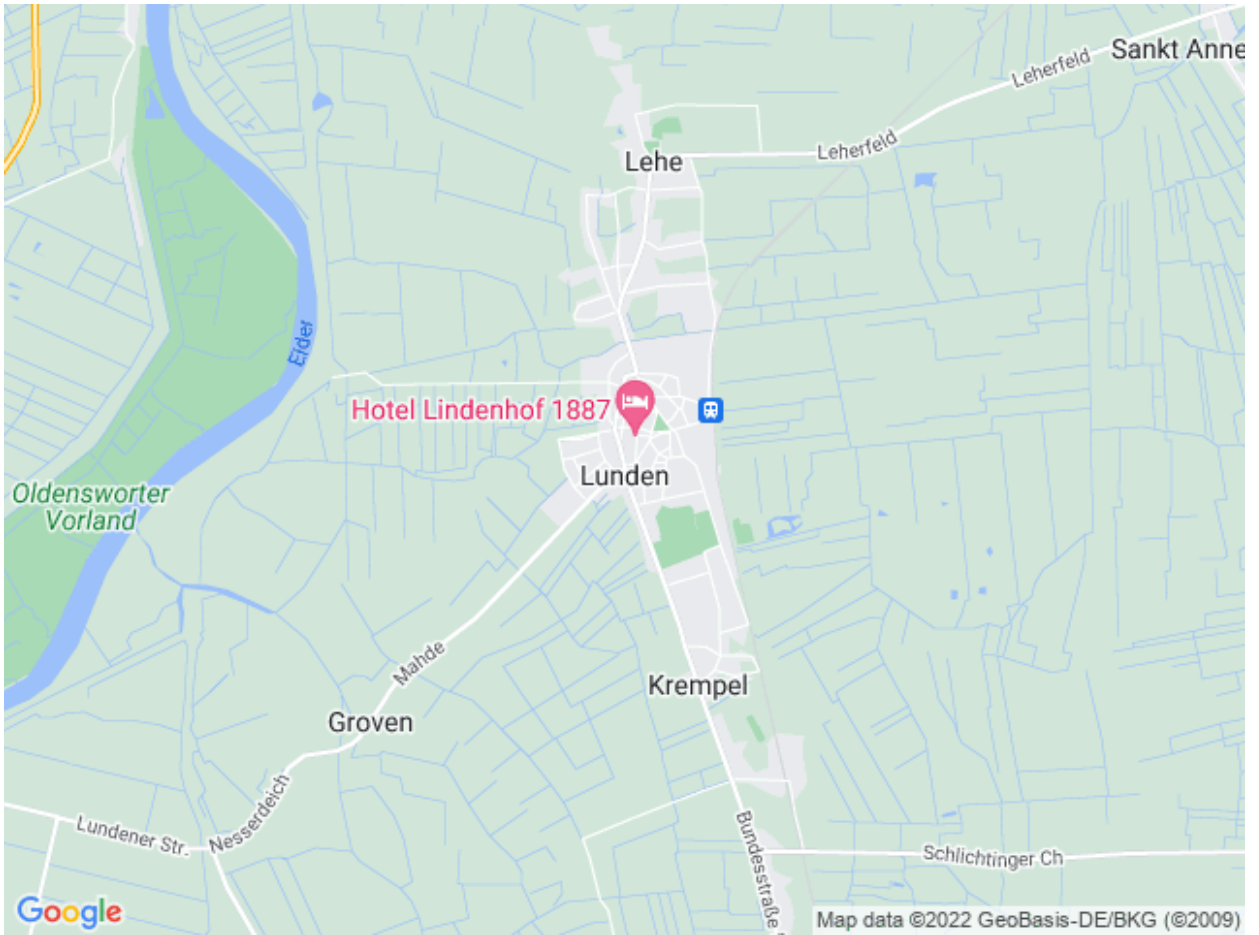 Sankt Anne
Leherfeld
Leherfeld
Lehe
Eider
Hotel Lindenhof 1887
Lunden
Oldensworter
Vorland
Mahde
Krempel
Groven
Nesserdeich
Lundener Str.
Bundesstraße
Schlichtinger Ch
Google
Map data ©2022 GeoBasis-DE/BKG (©2009)